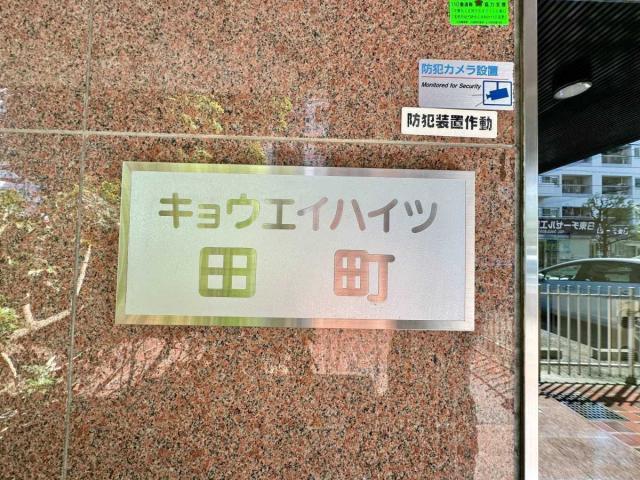 防犯カメラ設置
Monitored for Security
防犯装置作動
キョウエイハイツ
田町